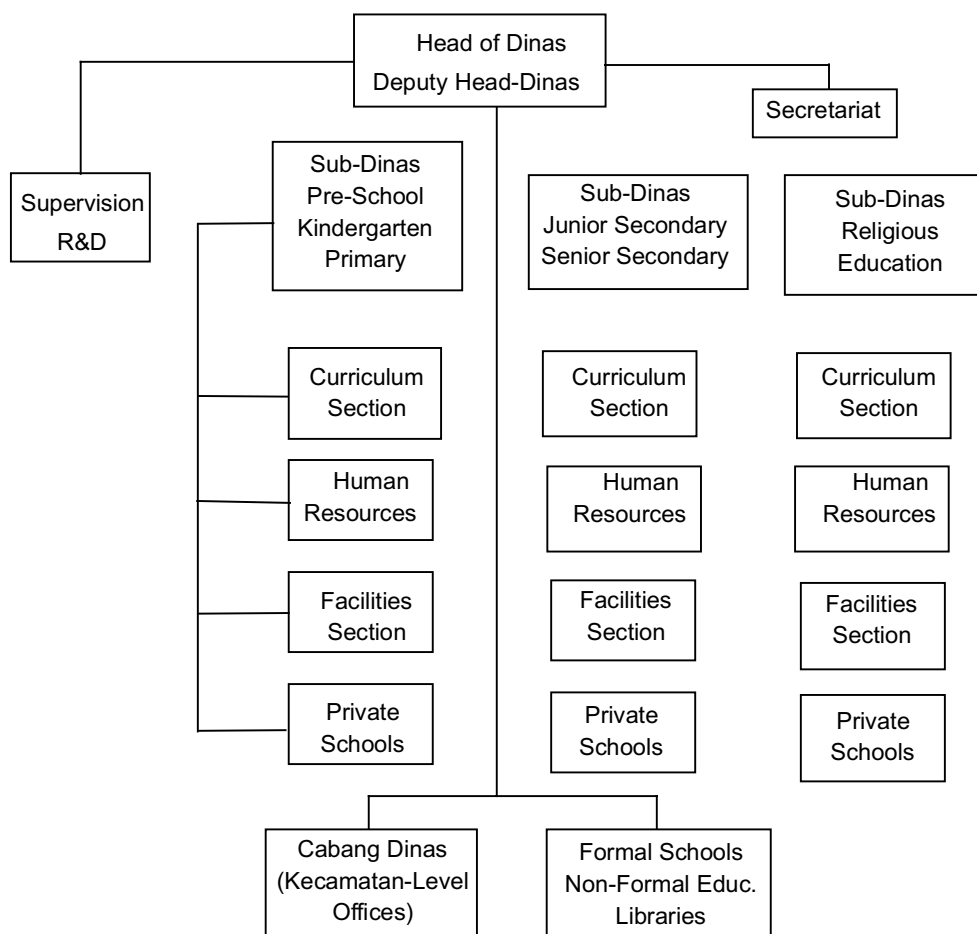 Head of Dinas
Deputy Head-Dinas
Secretariat
Supervision
R&D
Sub-Dinas
Pre-School
Kindergarten
Primary
Sub-Dinas
Junior Secondary
Senior Secondary
Sub-Dinas
Religious
Education
Curriculum
Section
Curriculum
Section
Curriculum
Section
Human
Resources
Human
Resources
Human
Resources
Facilities
Section
Facilities
Section
Facilities
Section
Private
Schools
Private
Schools
Private
Schools
Cabang Dinas
(Kecamatan-Level
Offices)
Formal Schools
Non-Formal Educ.
Libraries